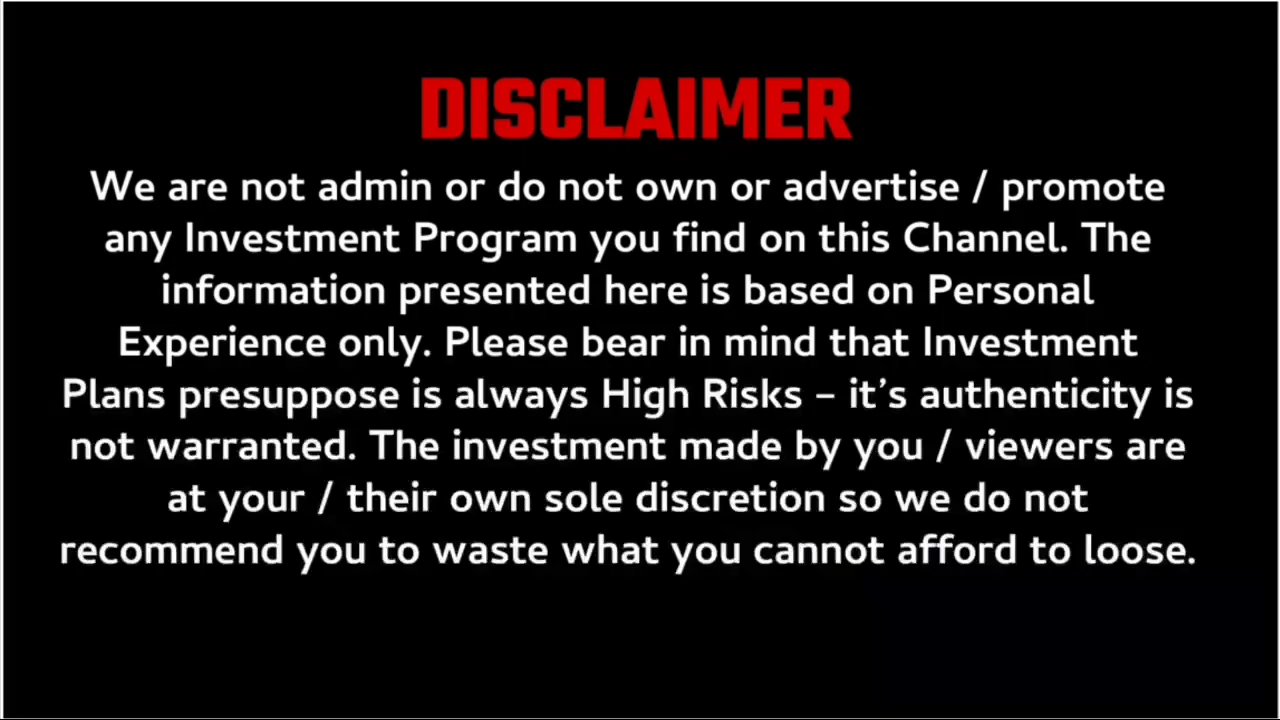 DISCLAIMER
We are not admin or do not own or advertise / promote
any Investment Program you find on this Channel. The
information presented here is based on Personal
Experience only. Please bear in mind that Investment
Plans presuppose is always High Risks – it’s authenticity is
not warranted. The investment made by you / viewers are
at your / their own sole discretion so we do not
recommend you to waste what you cannot afford to loose.